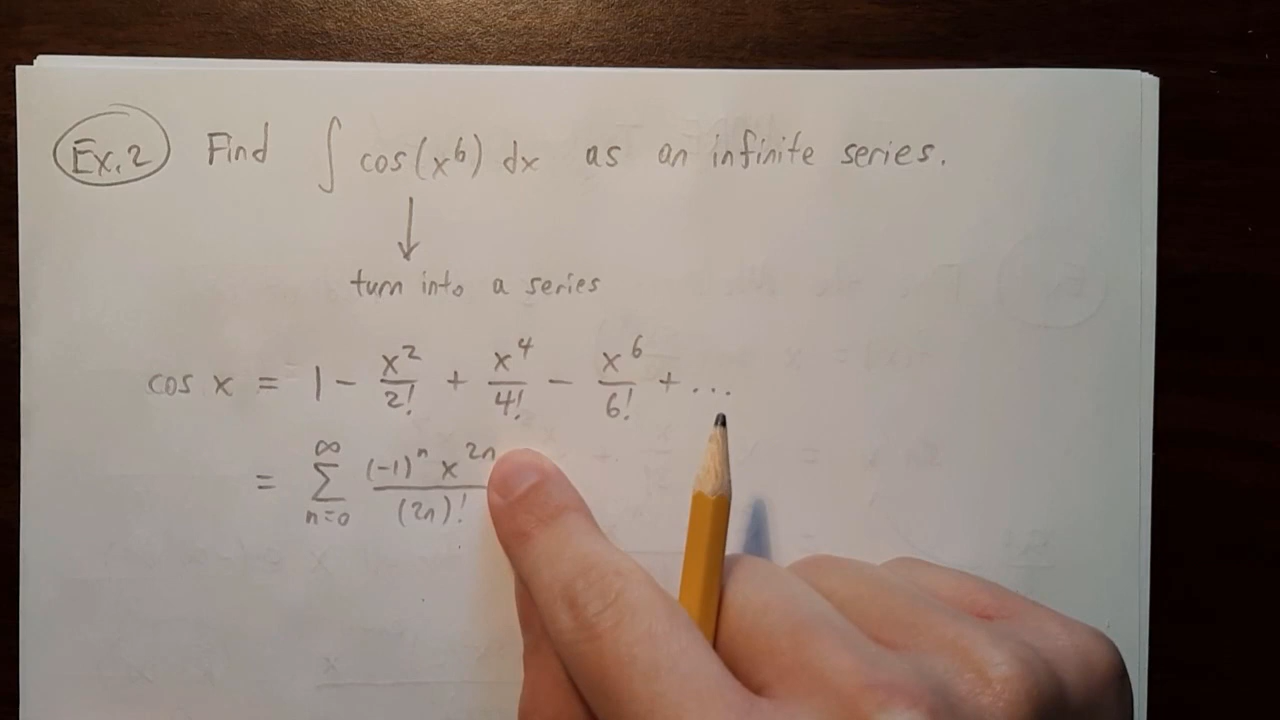 Ex. 2 Find ∫ cos(x⁶) dx as an infinite series.
↓
turn into a series
cos x = 1 - x²/2! + x⁴/4! - x⁶/6! + ...
= ∑_{n=0}^{∞} (-1)ⁿ x²ⁿ/(2n)!